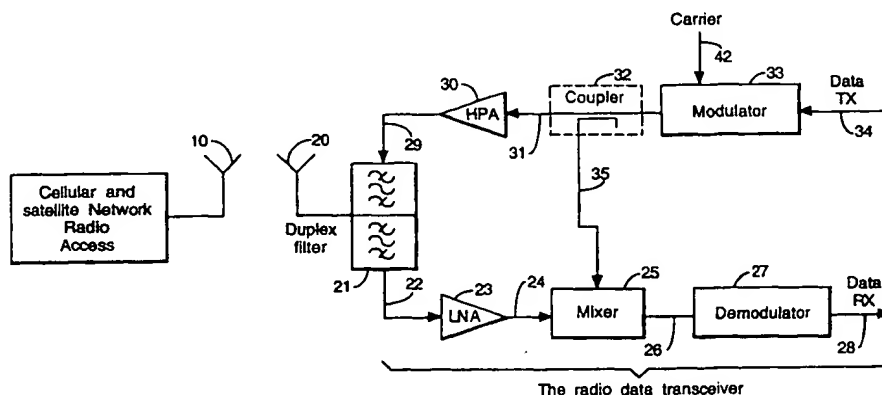 Carrier
42
30
32
33
Data
TX
HPA
Coupler
Modulator
10
20
29
31
34
35
Cellular and
satellite Network
Radio
Access
Duplex
filter
21
22
23
24
25
27
Data
RX
LNA
Mixer
Demodulator
26
28
The radio data transceiver